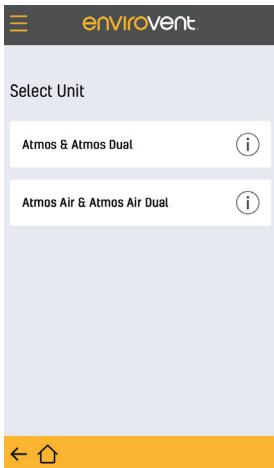 envirovent.
Select Unit
Atmos & Atmos Dual
i
Atmos Air & Atmos Air Dual
i